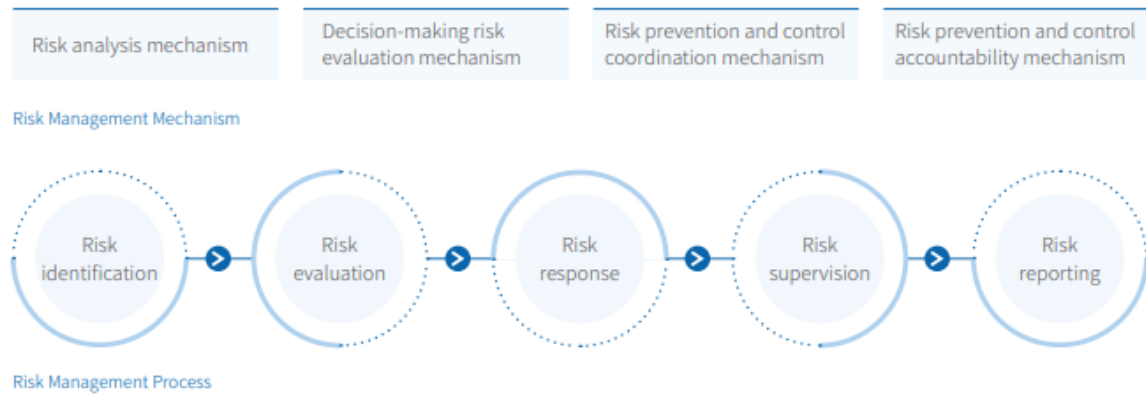 Risk analysis mechanism
Decision-making risk
evaluation mechanism
Risk prevention and control
coordination mechanism
Risk prevention and control
accountability mechanism
Risk Management Mechanism
Risk
identification
Risk
evaluation
Risk
response
Risk
supervision
Risk
reporting
Risk Management Process